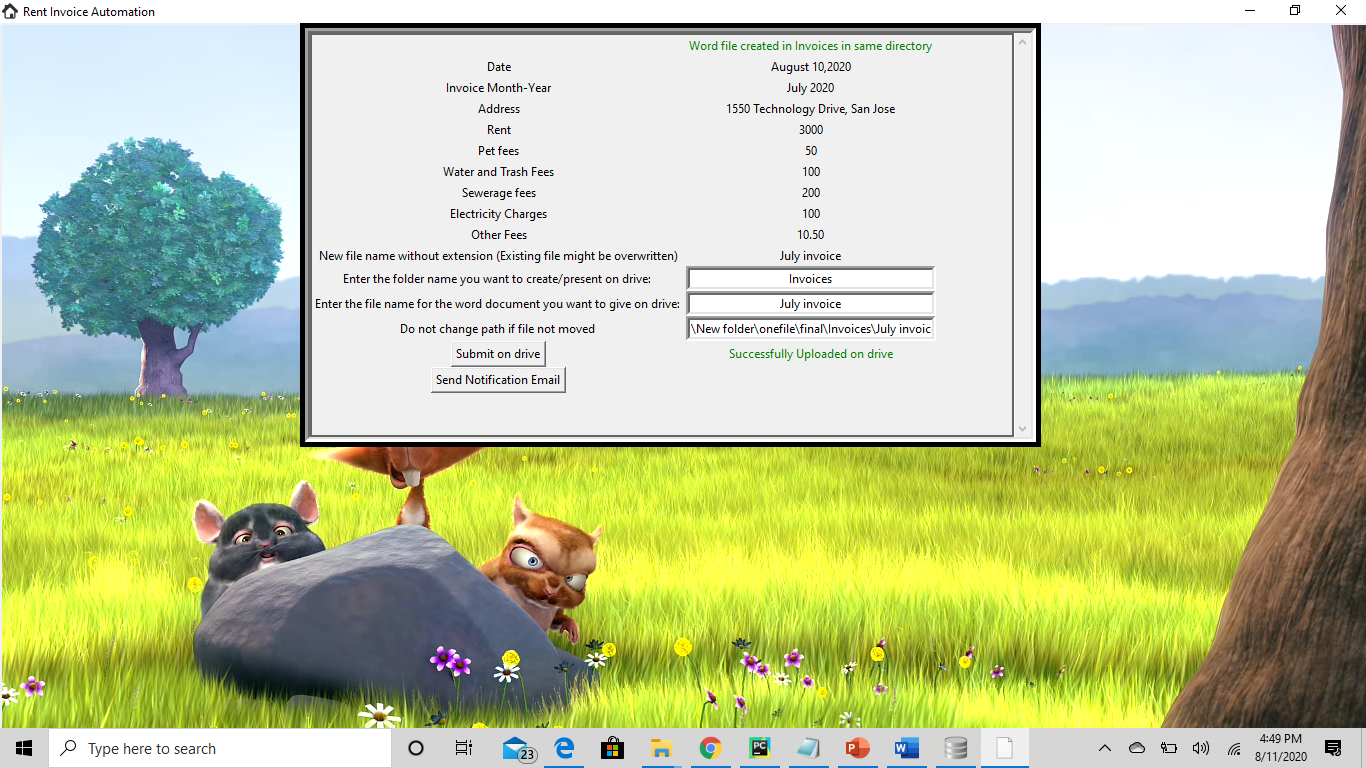 Rent Invoice Automation
Word file created in Invoices in same directory
Date August 10,2020
Invoice Month-Year July 2020
Address 1550 Technology Drive, San Jose
Rent 3000
Pet fees 50
Water and Trash Fees 100
Sewerage fees 200
Electricity Charges 100
Other Fees 10.50
New file name without extension (Existing file might be overwritten) July invoice
Enter the folder name you want to create/present on drive: Invoices
Enter the file name for the word document you want to give on drive: July invoice
Do not change path if file not moved \New folder\onefile\final\Invoices\July invoic
Submit on drive Successfully Uploaded on drive
Send Notification Email
Type here to search 23 PC P W 4:49 PM
8/11/2020